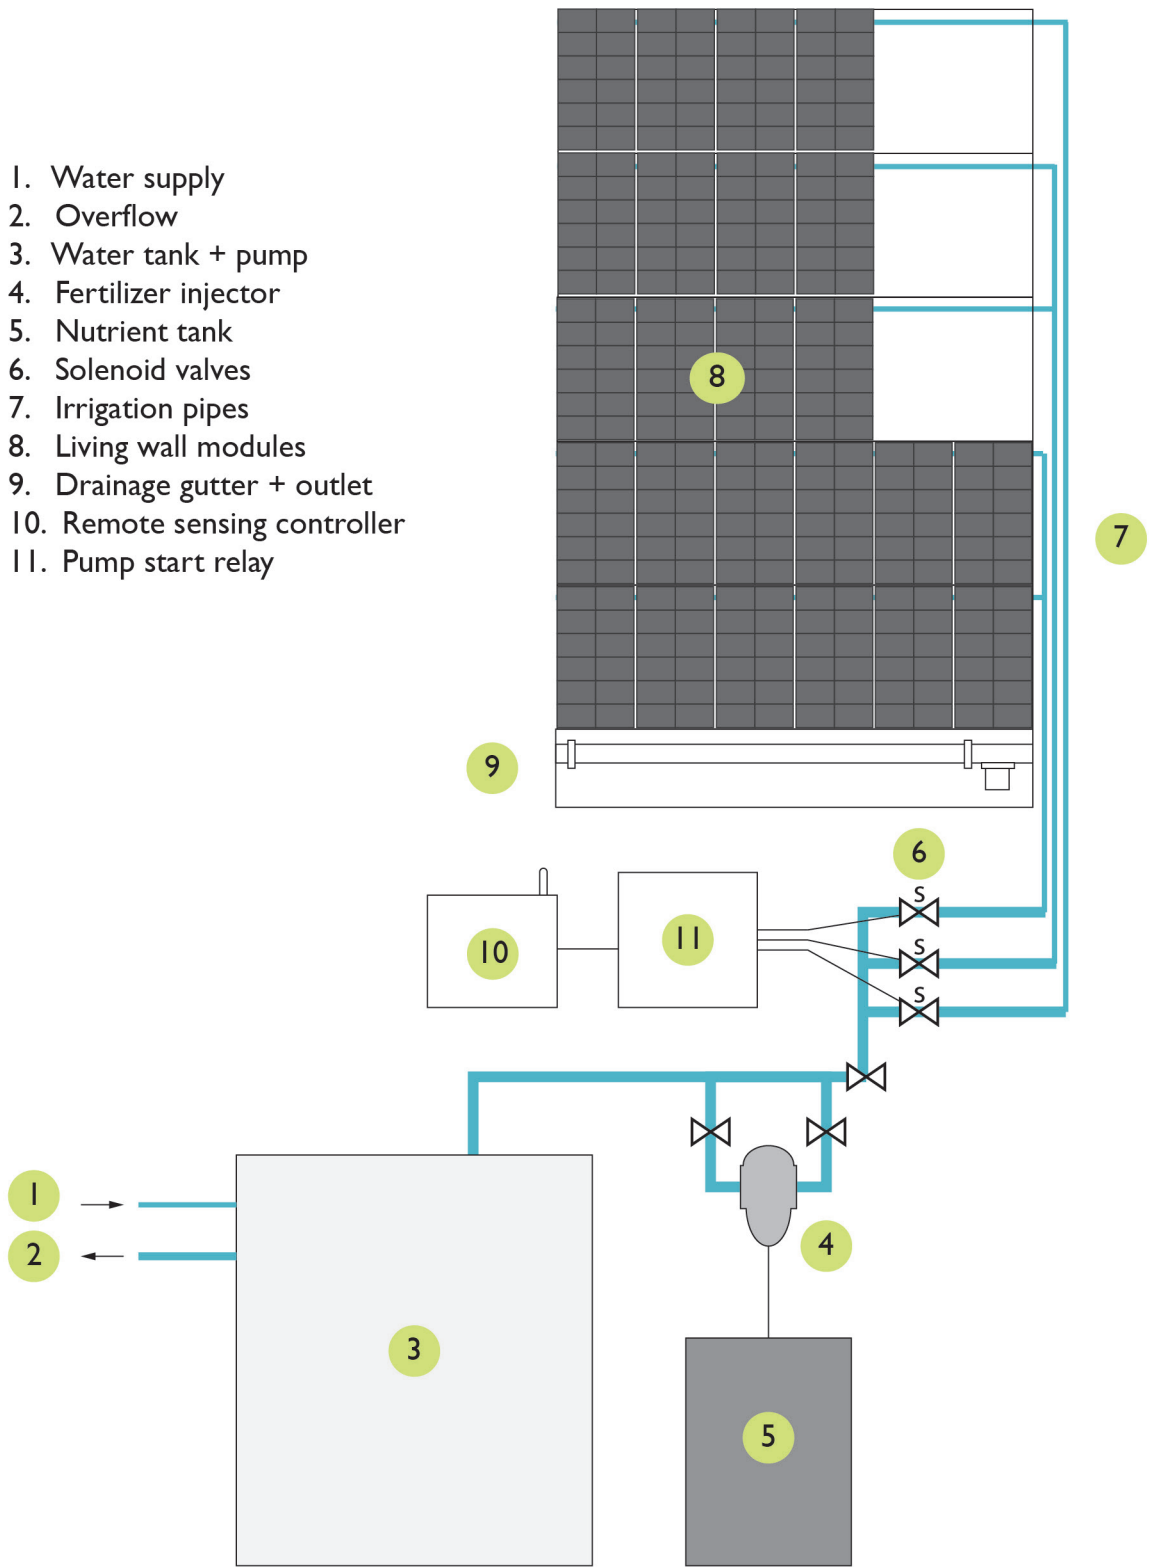 1. Water supply
2. Overflow
3. Water tank + pump
4. Fertilizer injector
5. Nutrient tank
6. Solenoid valves
7. Irrigation pipes
8. Living wall modules
9. Drainage gutter + outlet
10. Remote sensing controller
11. Pump start relay
8
7
9
6
S
10
11
S
S
1
2
4
3
5